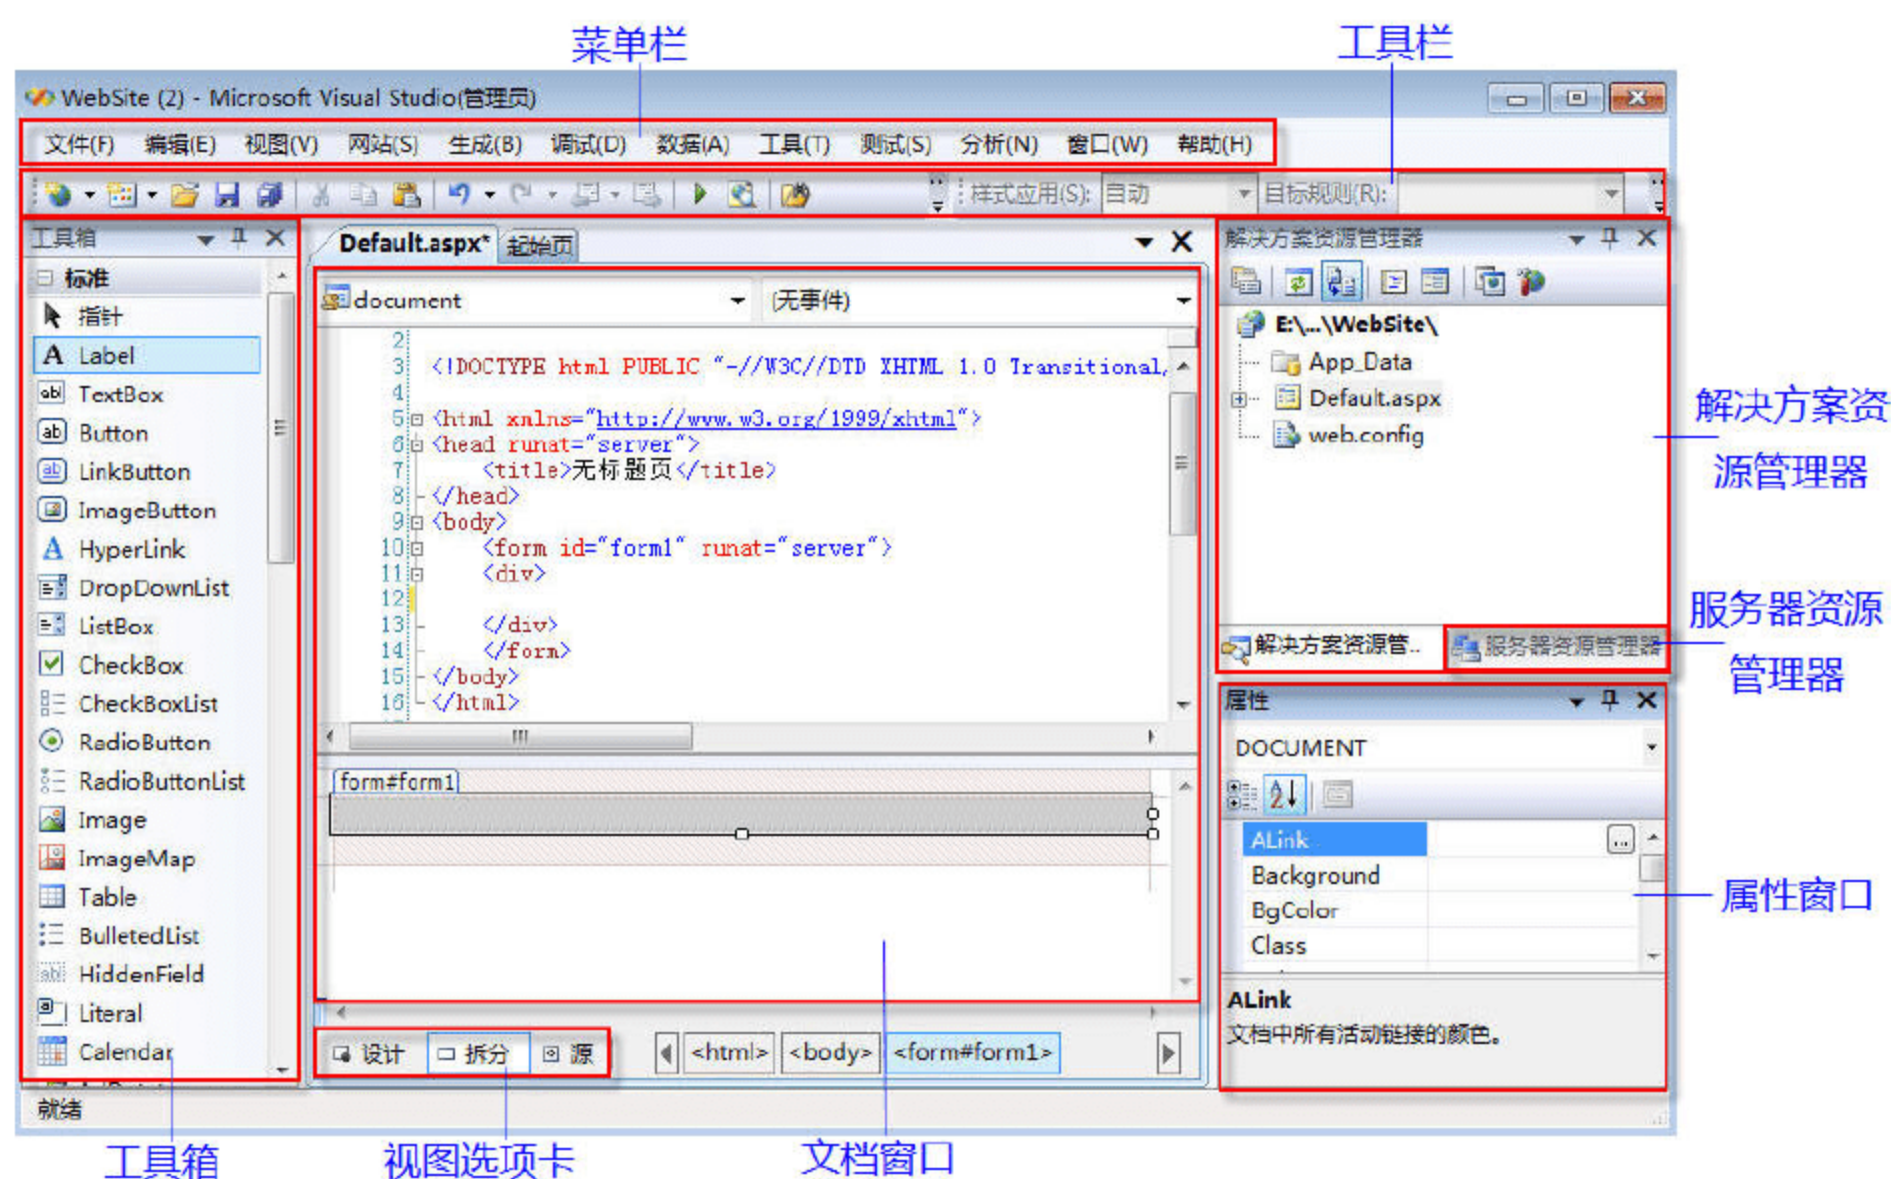 菜单栏
工具栏
WebSite (2) - Microsoft Visual Studio(管理员)
文件(F) 编辑(E) 视图(V) 网站(S) 生成(B) 调试(D) 数据(A) 工具(T) 测试(S) 分析(N) 窗口(W) 帮助(H)
样式应用(S): 自动 目标规则(R):
工具箱
标准
指针
Label
TextBox
Button
LinkButton
ImageButton
HyperLink
DropDownList
ListBox
CheckBox
CheckBoxList
RadioButton
RadioButtonList
Image
ImageMap
Table
BulletedList
HiddenField
Literal
Calendar
Default.aspx* 起始页
document (无事件)
2
3 <!DOCTYPE html PUBLIC "-//W3C//DTD XHTML 1.0 Transitional/
4
5 <html xmlns="http://www.w3.org/1999/xhtml">
6 <head runat="server">
7 <title>无标题页</title>
8 </head>
9 <body>
10 <form id="form1" runat="server">
11 <div>
12
13 </div>
14 </form>
15 </body>
16 </html>
form#form1
设计 拆分 源 <html> <body> <form#form1>
解决方案资源管理器
E:\...\WebSite\
App_Data
Default.aspx
web.config
解决方案资源管... 服务器资源管理器
属性
DOCUMENT
ALink ...
Background
BgColor
Class
ALink
文档中所有活动链接的颜色。
就绪
解决方案资
源管理器
服务器资源
管理器
属性窗口
工具箱
视图选项卡
文档窗口